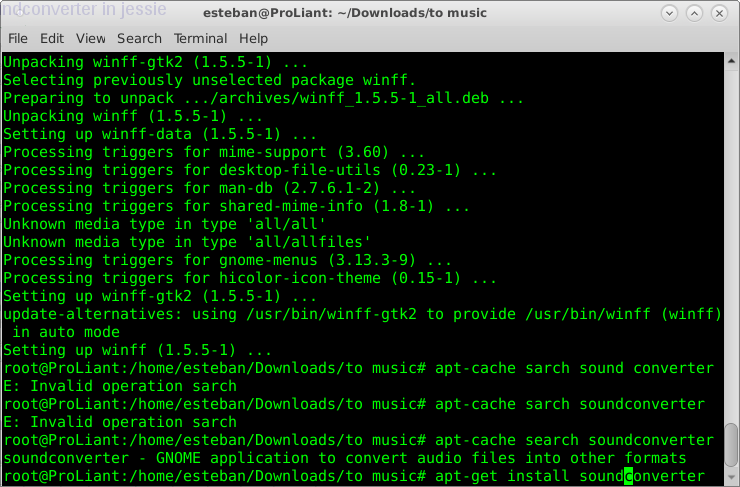 ndconverter in jessie
esteban@ProLiant: ~/Downloads/to music
File Edit View Search Terminal Help
Unpacking winff-gtk2 (1.5.5-1) ...
Selecting previously unselected package winff.
Preparing to unpack .../archives/winff_1.5.5-1_all.deb ...
Unpacking winff (1.5.5-1) ...
Setting up winff-data (1.5.5-1) ...
Processing triggers for mime-support (3.60) ...
Processing triggers for desktop-file-utils (0.23-1) ...
Processing triggers for man-db (2.7.6.1-2) ...
Processing triggers for shared-mime-info (1.8-1) ...
Unknown media type in type 'all/all'
Unknown media type in type 'all/allfiles'
Processing triggers for gnome-menus (3.13.3-9) ...
Processing triggers for hicolor-icon-theme (0.15-1) ...
Setting up winff-gtk2 (1.5.5-1) ...
update-alternatives: using /usr/bin/winff-gtk2 to provide /usr/bin/winff (winff)
 in auto mode
Setting up winff (1.5.5-1) ...
root@ProLiant:/home/esteban/Downloads/to music# apt-cache sarch sound converter
E: Invalid operation sarch
root@ProLiant:/home/esteban/Downloads/to music# apt-cache sarch soundconverter
E: Invalid operation sarch
root@ProLiant:/home/esteban/Downloads/to music# apt-cache search soundconverter
soundconverter - GNOME application to convert audio files into other formats
root@ProLiant:/home/esteban/Downloads/to music# apt-get install soundconverter